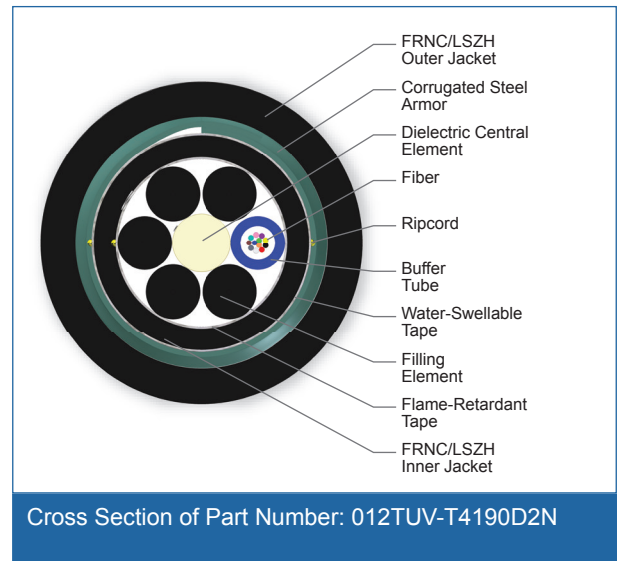 FRNC/LSZH
Outer Jacket
Corrugated Steel
Armor
Dielectric Central
Element
Fiber
Ripcord
Buffer
Tube
Water-Swellable
Tape
Filling
Element
Flame-Retardant
Tape
FRNC/LSZH
Inner Jacket
Cross Section of Part Number: 012TUV-T4190D2N